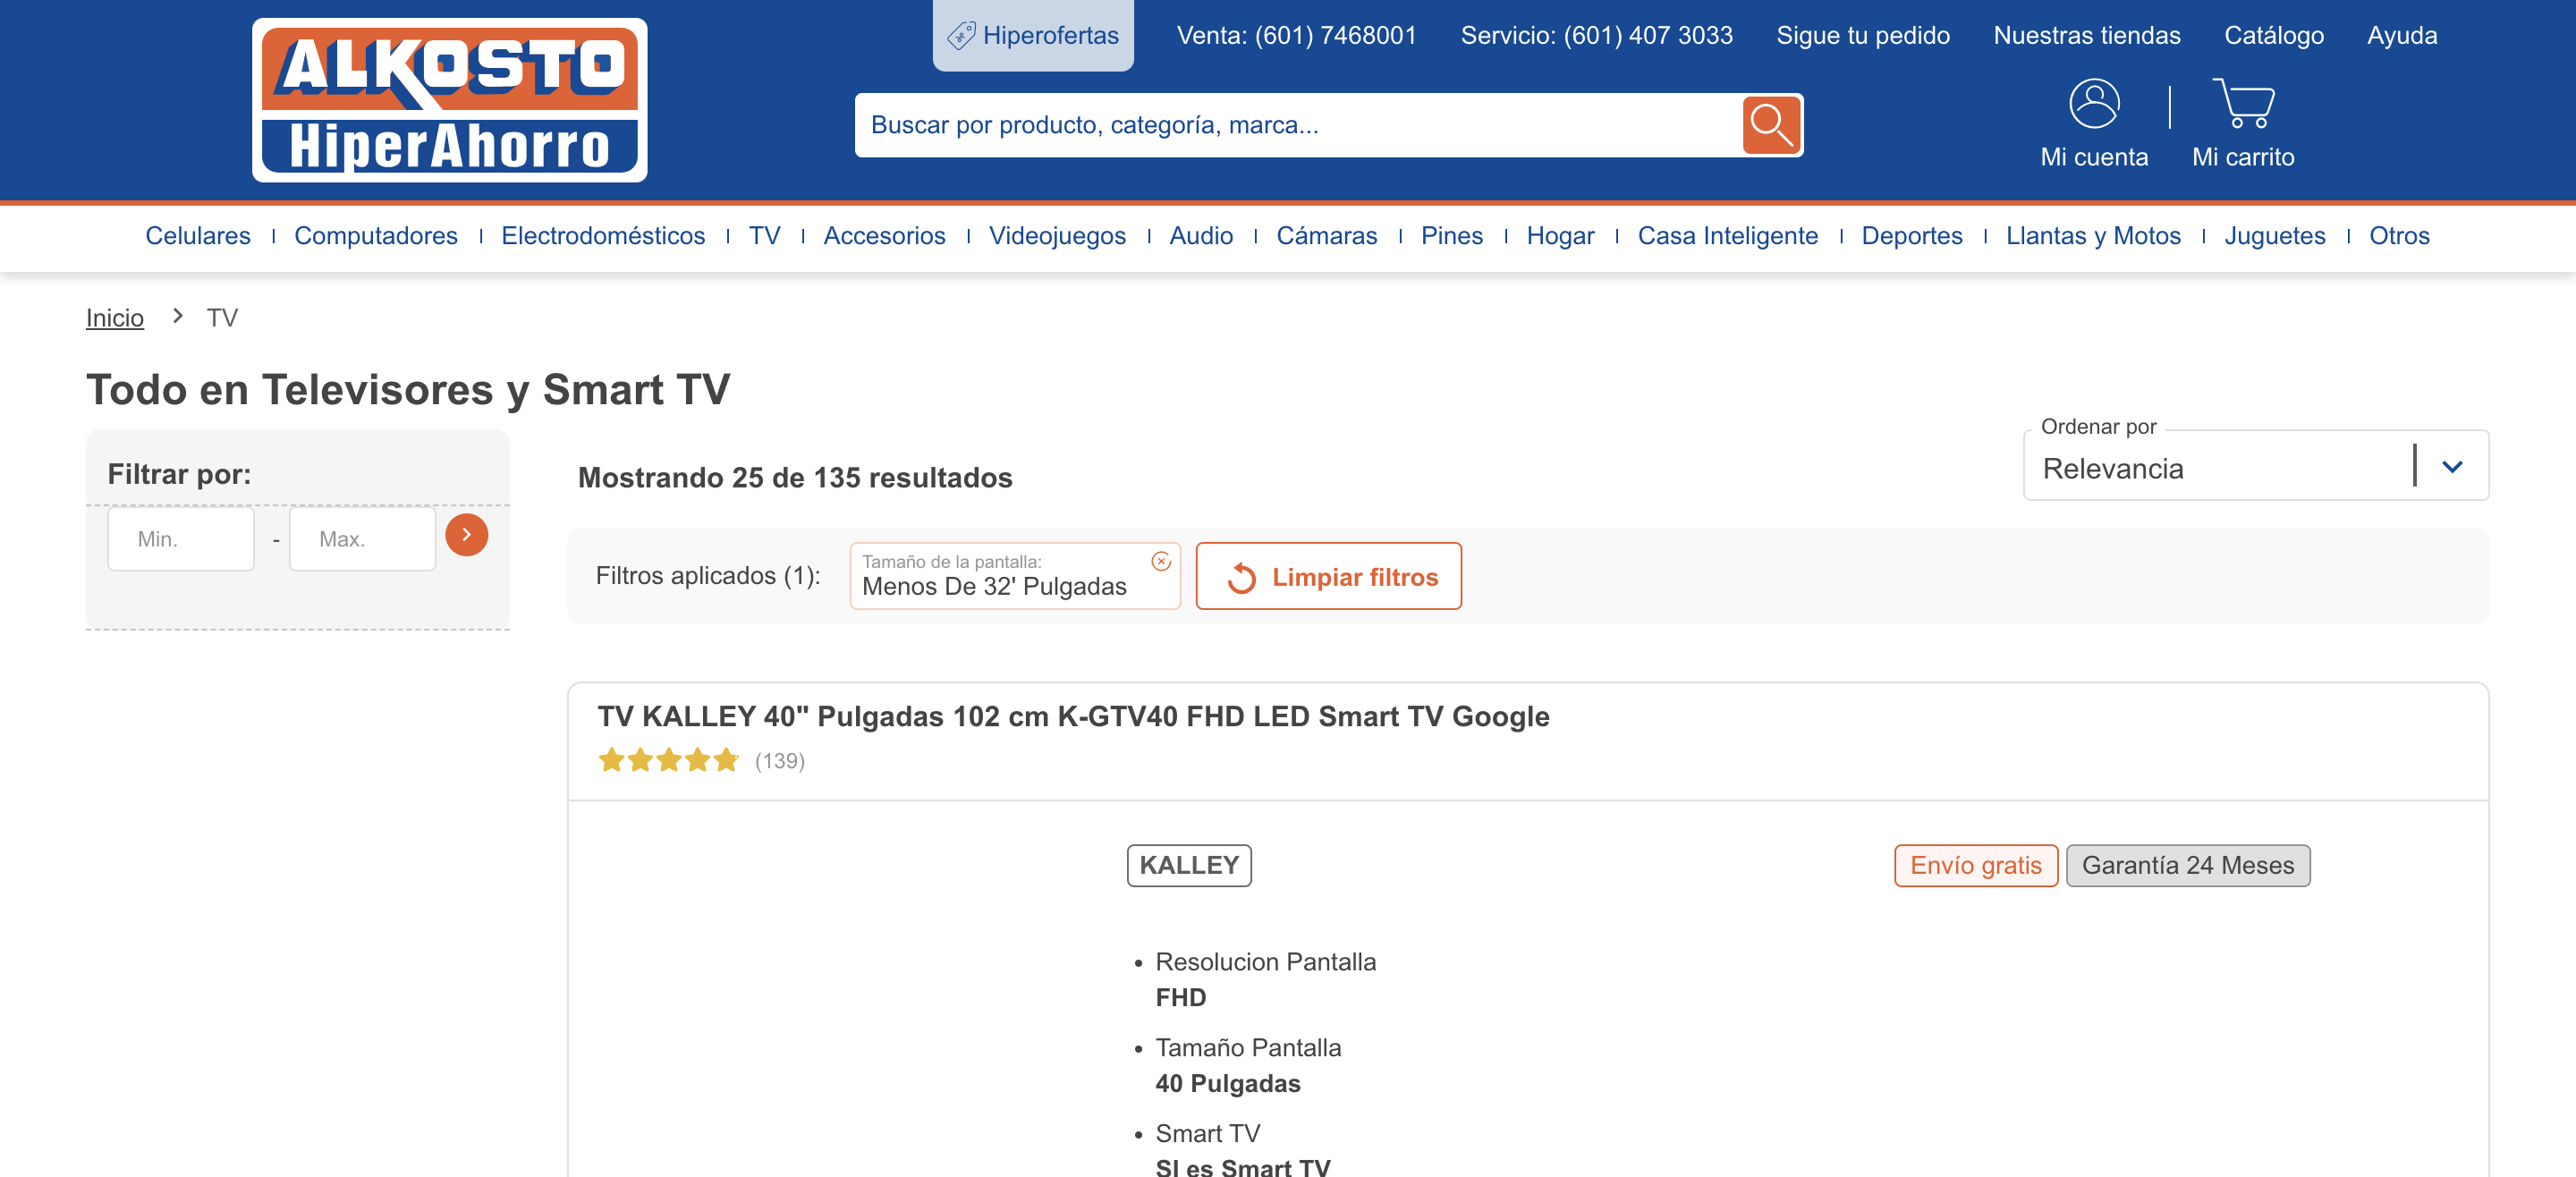 ALKOSTO
HiperAhorro
Hiperofertas
Venta: (601) 7468001
Servicio: (601) 407 3033
Sigue tu pedido
Nuestras tiendas
Catálogo
Ayuda
Buscar por producto, categoría, marca...
Mi cuenta
Mi carrito
Celulares
Computadores
Electrodomésticos
TV
Accesorios
Videojuegos
Audio
Cámaras
Pines
Hogar
Casa Inteligente
Deportes
Llantas y Motos
Juguetes
Otros
Inicio
TV
Todo en Televisores y Smart TV
Filtrar por:
Min. - Max.
Mostrando 25 de 135 resultados
Ordenar por
Relevancia
Filtros aplicados (1):
Tamaño de la pantalla:
Menos De 32' Pulgadas
Limpiar filtros
TV KALLEY 40" Pulgadas 102 cm K-GTV40 FHD LED Smart TV Google
(139)
KALLEY
Envío gratis
Garantía 24 Meses
• Resolucion Pantalla
FHD
• Tamaño Pantalla
40 Pulgadas
• Smart TV
SI es Smart TV